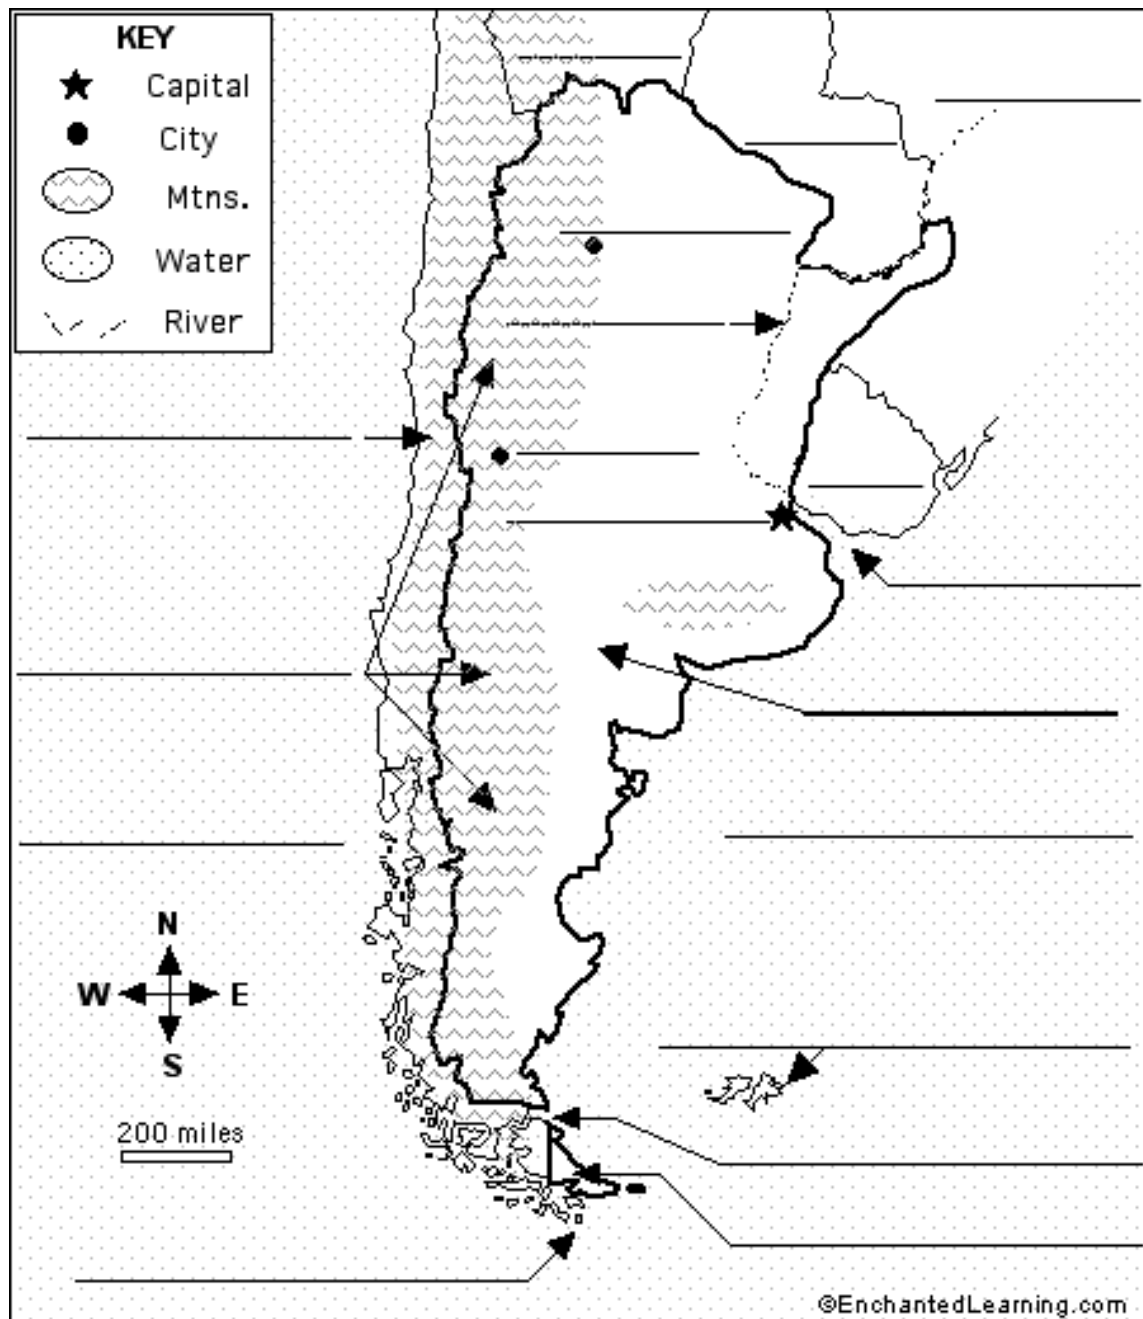 KEY
Capital
City
Mtns.
Water
River
N
W E
S
200 miles
©EnchantedLearning.com